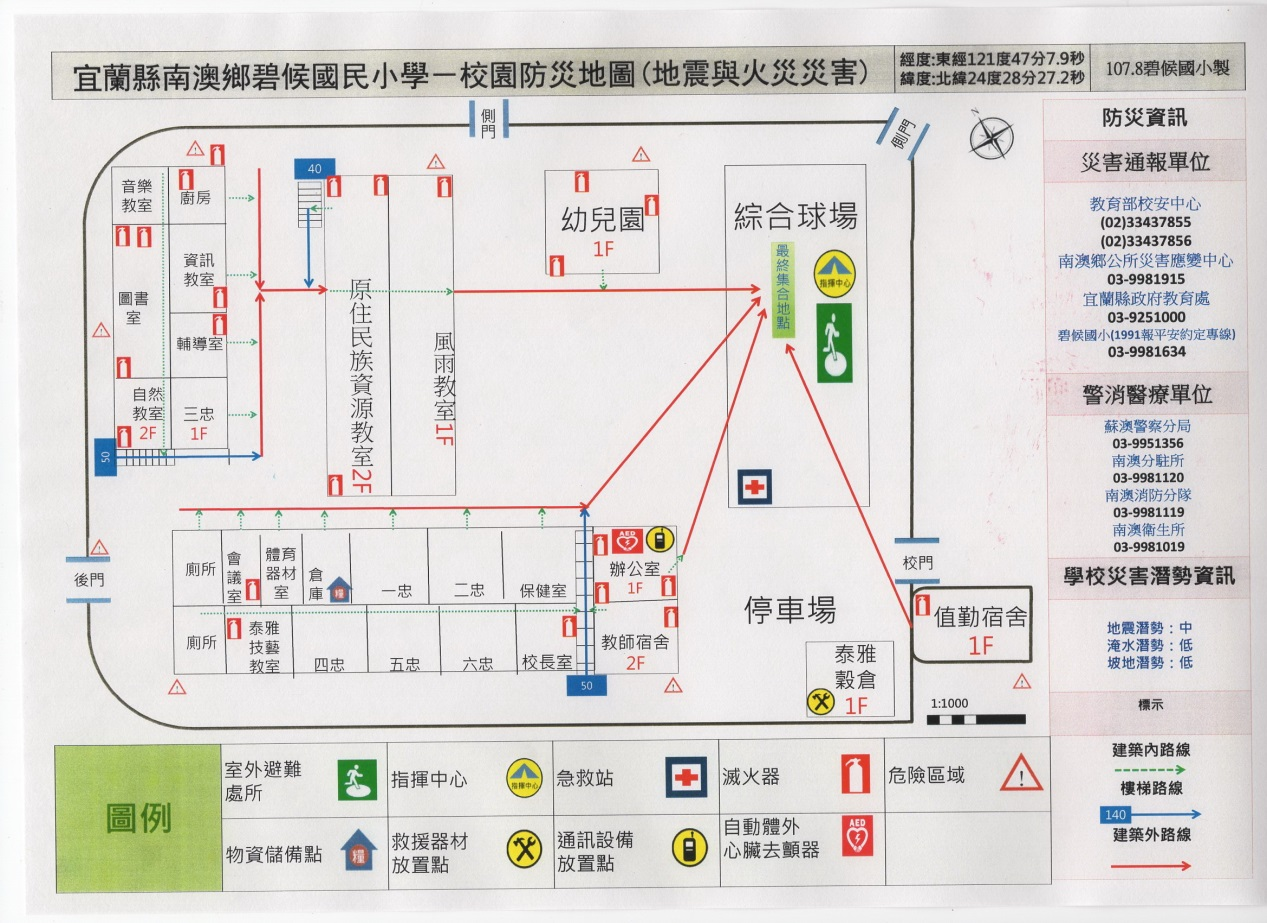 宜蘭縣南澳鄉碧候國民小學－校園防災地圖(地震與火災災害)
經度:東經121度47分7.9秒
緯度:北緯24度28分27.2秒
107.8碧候國小製
側門
側門
N
防災資訊
災害通報單位
教育部校安中心
(02)33437855
(02)33437856
南澳鄉公所災害應變中心
03-9981915
宜蘭縣政府教育處
03-9251000
碧候國小(1991報平安約定專線)
03-9981634
警消醫療單位
蘇澳警察分局
03-9951356
南澳分駐所
03-9981120
南澳消防分隊
03-9981119
南澳衛生所
03-9981019
學校災害潛勢資訊
地震潛勢：中
淹水潛勢：低
坡地潛勢：低
標示
建築內路線
樓梯路線
140
建築外路線
音樂
教室
廚房
資訊
教室
圖書
室
輔導室
自然
教室
2F
三忠
1F
50
40
原住民族資源教室2F
風雨教室1F
幼兒園
1F
綜合球場
最終集合地點
指揮中心
後門
廁所
會議室
體育
器材
室
倉
庫
糧
一忠
二忠
保健室
AED
辦公室
1F
廁所
泰雅
技藝
教室
四忠
五忠
六忠
校長室
教師宿舍
2F
50
停車場
校門
值勤宿舍
1F
泰雅
穀倉
1F
1:1000
圖例
室外避難
處所
指揮中心
指揮中心
急救站
滅火器
危險區域
物資儲備點
糧
救援器材
放置點
通訊設備
放置點
自動體外
心臟去顫器
AED